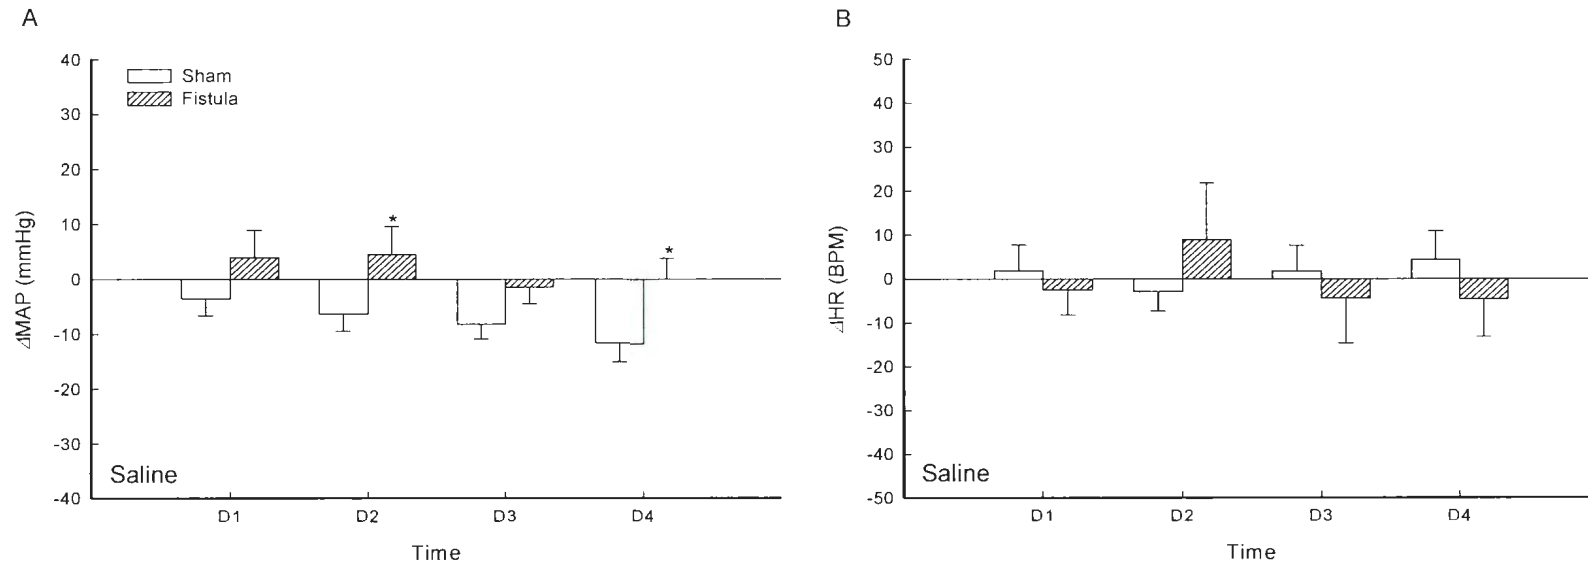 A
40
30
20
10
0
-10
-20
-30
-40
ΔMAP (mmHg)
Sham
Fistula
*
*
Saline
D1 D2 D3 D4
Time
B
50
40
30
20
10
0
-10
-20
-30
-40
-50
ΔHR (BPM)
Saline
D1 D2 D3 D4
Time